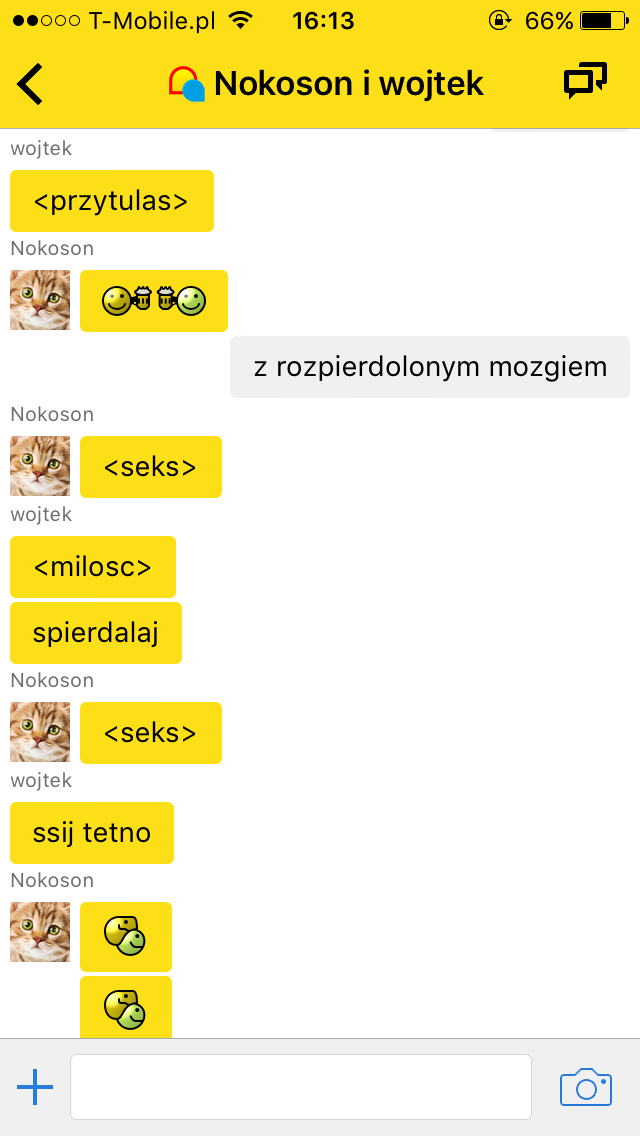 T-Mobile.pl 16:13 66%
Nokoson i wojtek
wojtek
<przytulas>
Nokoson
z rozpierdolonym mozgiem
Nokoson
<seks>
wojtek
<milosc>
spierdalaj
Nokoson
<seks>
wojtek
ssij tetno
Nokoson